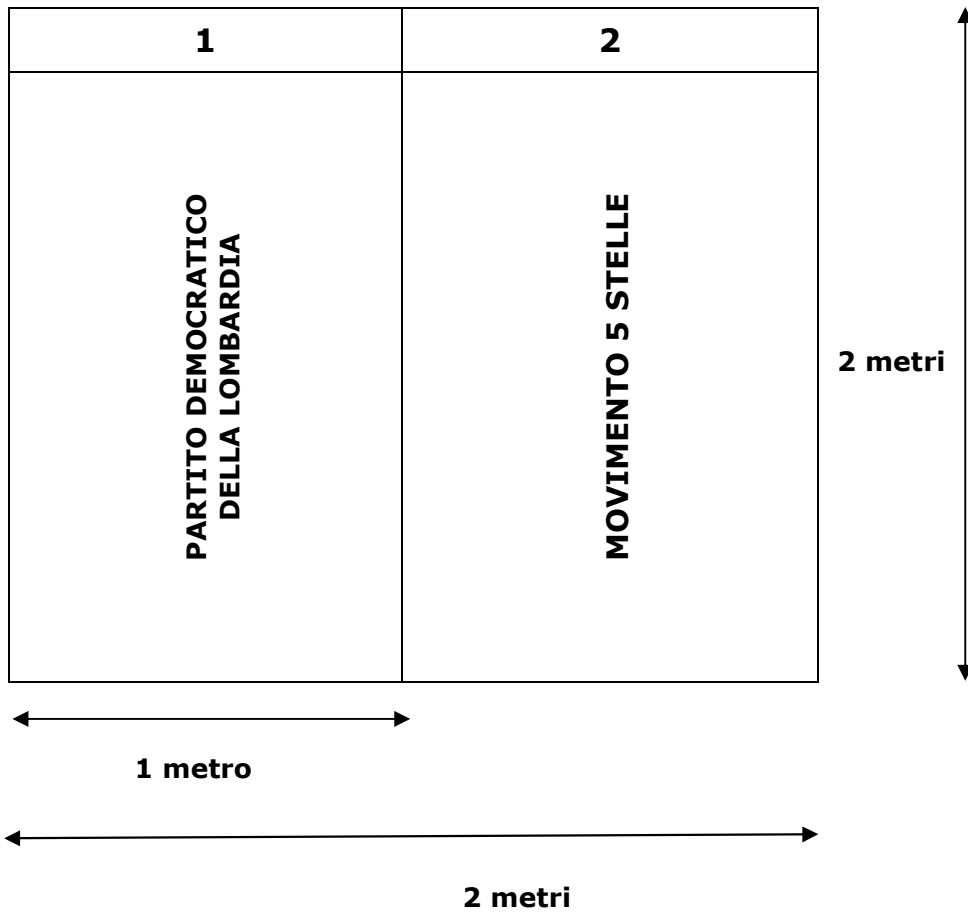 1
2
PARTITO DEMOCRATICO
DELLA LOMBARDIA
MOVIMENTO 5 STELLE
2 metri
1 metro
2 metri